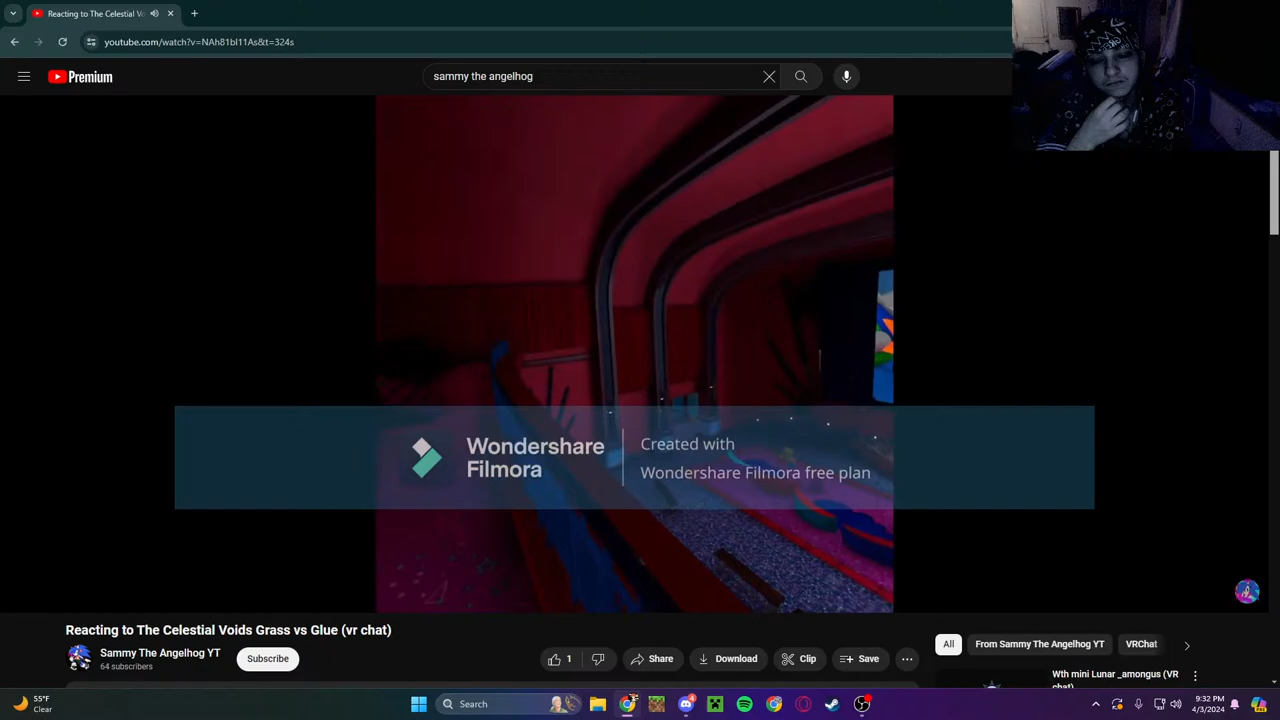 Reacting to The Celestial Vo
youtube.com/watch?v=NAh81bI11As&t=324s
Premium
sammy the angelhog
Wondershare
Filmora
Created with
Wondershare Filmora free plan
Reacting to The Celestial Voids Grass vs Glue (vr chat)
Sammy The Angelhog YT
64 subscribers
Subscribe
1
Share
Download
Clip
Save
All
From Sammy The Angelhog YT
VRChat
Wth mini Lunar _amongus (VR
chat)
55°F
Clear
Search
4
9:32 PM
4/3/2024